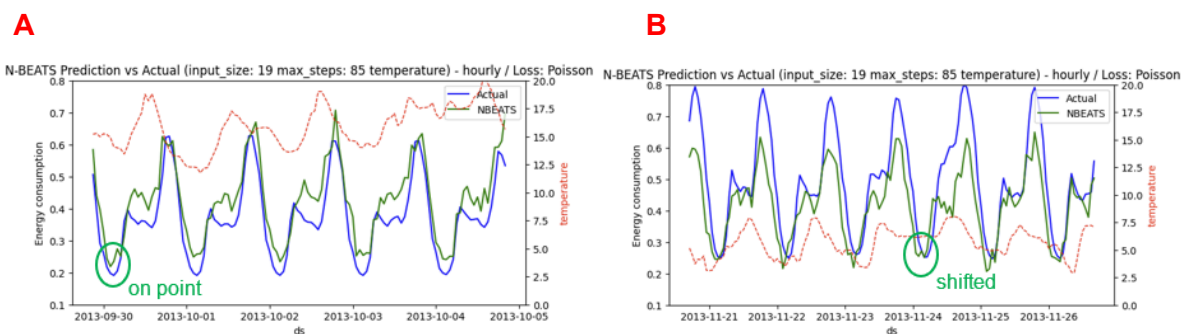 A
N-BEATS Prediction vs Actual (input_size: 19 max_steps: 85 temperature) - hourly / Loss: Poisson
0.8
0.7
0.6
0.5
0.4
0.3
0.2
0.1
Energy consumption
20.0
17.5
15.0
12.5
10.0
7.5
5.0
2.5
0.0
temperature
Actual
NBEATS
on point
2013-09-30
2013-10-01
2013-10-02
2013-10-03
2013-10-04
2013-10-05
ds
B
N-BEATS Prediction vs Actual (input_size: 19 max_steps: 85 temperature) - hourly / Loss: Poisson
0.8
0.7
0.6
0.5
0.4
0.3
0.2
0.1
Energy consumption
20.0
17.5
15.0
12.5
10.0
7.5
5.0
2.5
0.0
temperature
Actual
NBEATS
shifted
2013-11-21
2013-11-22
2013-11-23
2013-11-24
2013-11-25
2013-11-26
ds